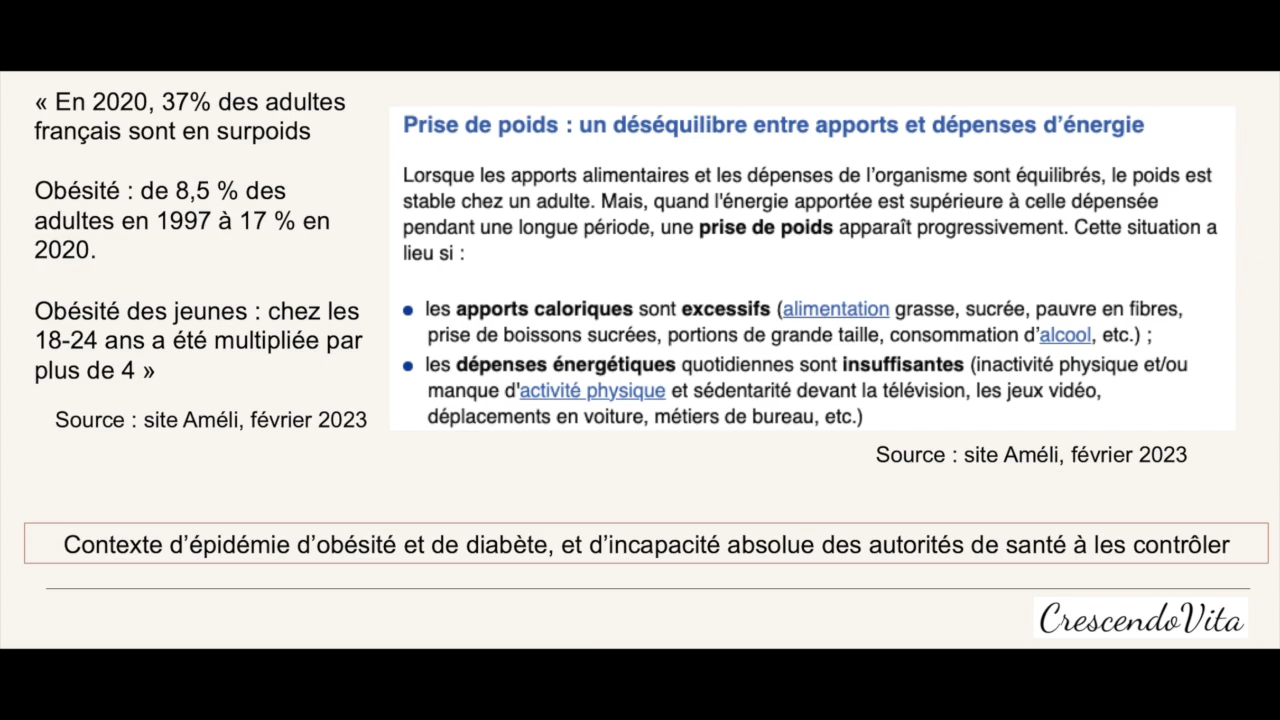 « En 2020, 37% des adultes
français sont en surpoids
Obésité : de 8,5 % des
adultes en 1997 à 17 % en
2020.
Obésité des jeunes : chez les
18-24 ans a été multipliée par
plus de 4 »
Source : site Améli, février 2023
Prise de poids : un déséquilibre entre apports et dépenses d’énergie
Lorsque les apports alimentaires et les dépenses de l’organisme sont équilibrés, le poids est
stable chez un adulte. Mais, quand l'énergie apportée est supérieure à celle dépensée
pendant une longue période, une prise de poids apparaît progressivement. Cette situation a
lieu si :
• les apports caloriques sont excessifs (alimentation grasse, sucrée, pauvre en fibres,
prise de boissons sucrées, portions de grande taille, consommation d’alcool, etc.) ;
• les dépenses énergétiques quotidiennes sont insuffisantes (inactivité physique et/ou
manque d'activité physique et sédentarité devant la télévision, les jeux vidéo,
déplacements en voiture, métiers de bureau, etc.)
Source : site Améli, février 2023
Contexte d’épidémie d’obésité et de diabète, et d’incapacité absolue des autorités de santé à les contrôler
CrescendoVita